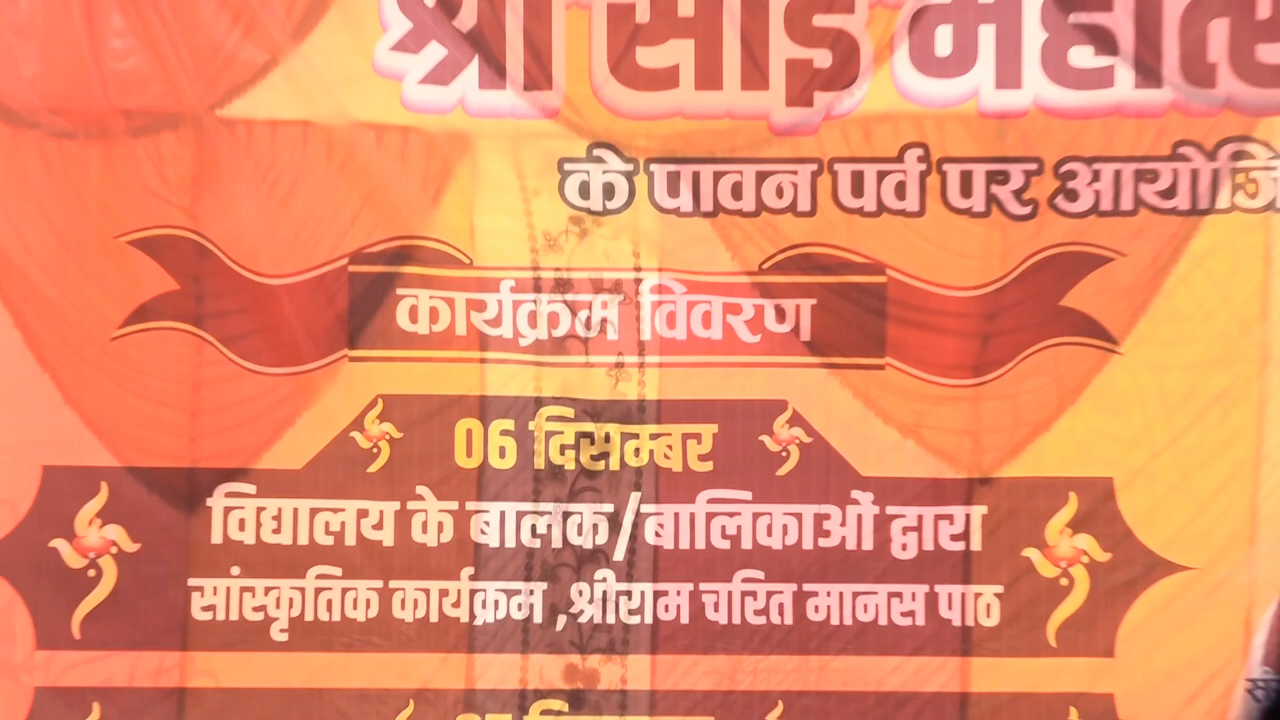 श्री साई महोत्स
के पावन पर्व पर आयोजि
कार्यक्रम विवरण
06 दिसम्बर
विद्यालय के बालक/बालिकाओं द्वारा
सांस्कृतिक कार्यक्रम ,श्रीराम चरित मानस पाठ